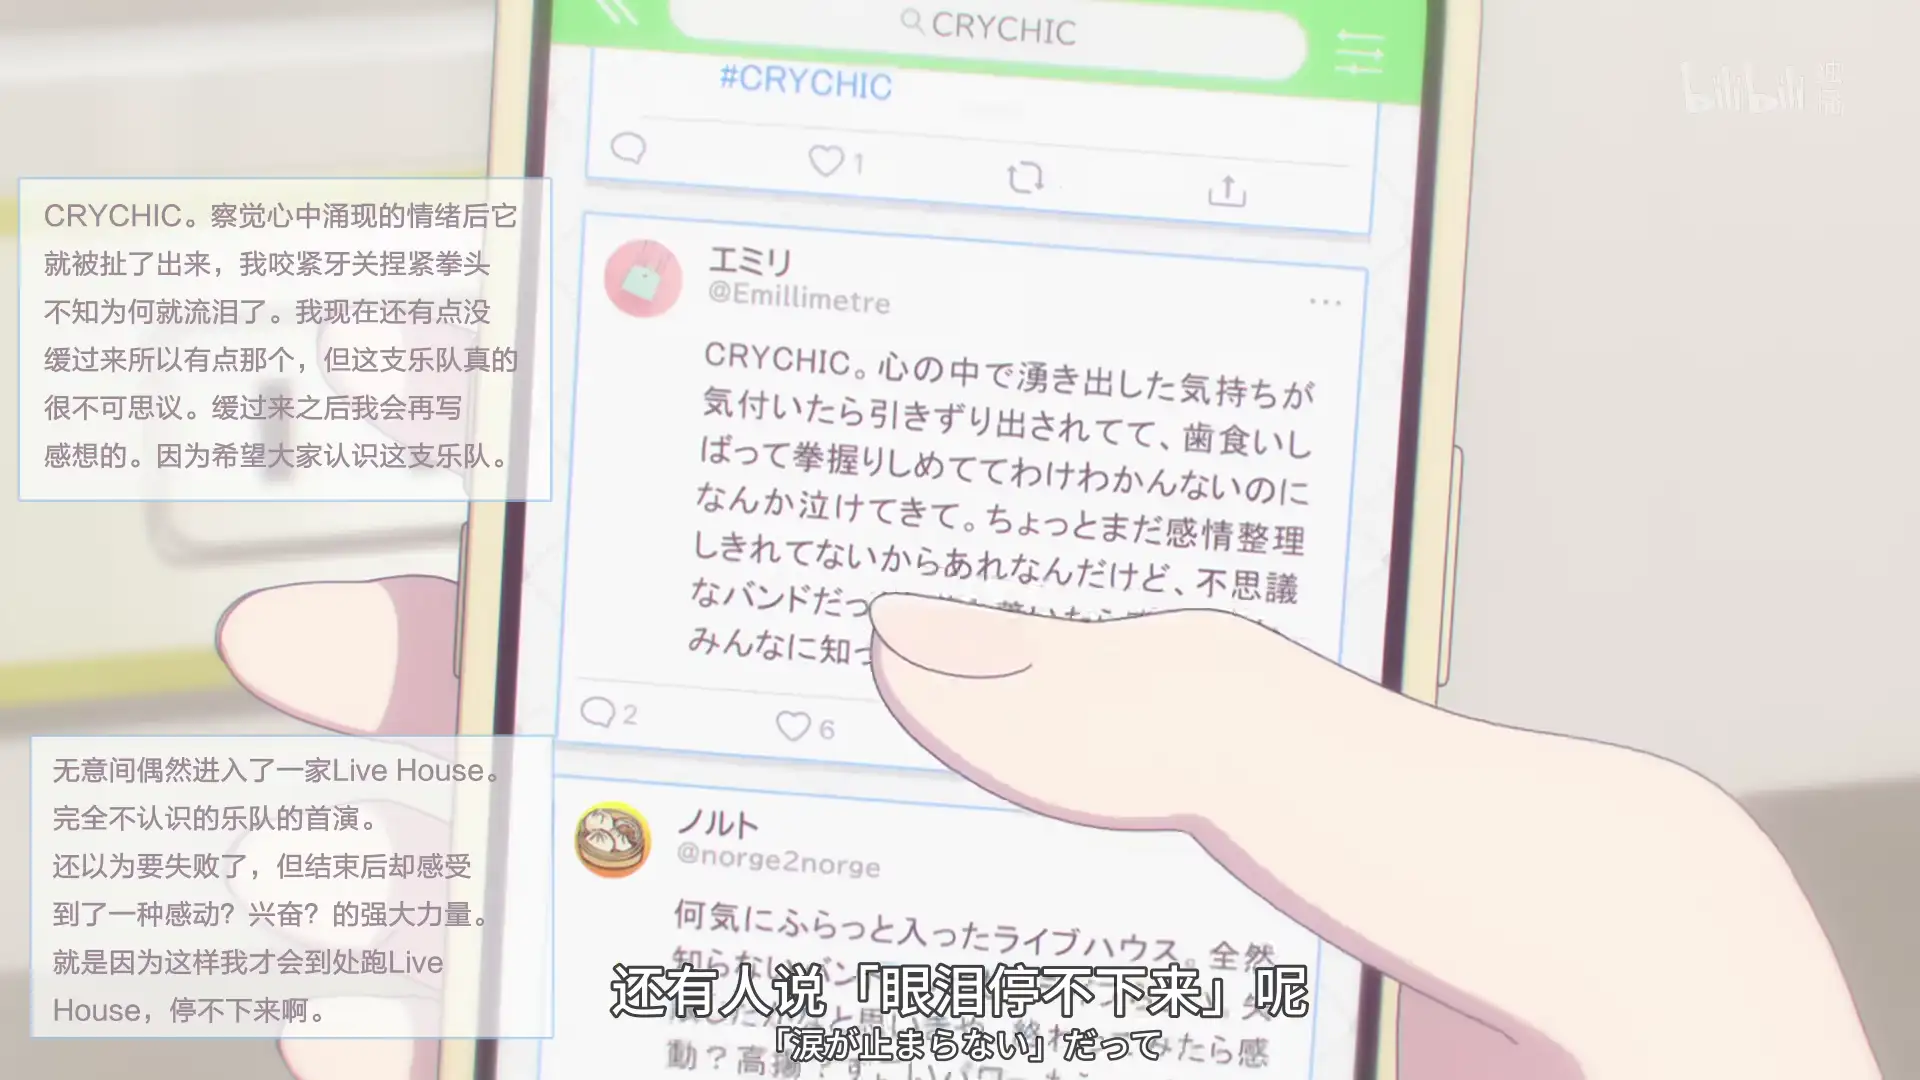 CRYCHIC
#CRYCHIC
1
bilibili
CRYCHIC。察觉心中涌现的情绪后它
就被扯了出来，我咬紧牙关捏紧拳头
不知为何就流泪了。我现在还有点没
缓过来所以有点那个，但这支乐队真的
很不可思议。缓过来之后我会再写
感想的。因为希望大家认识这支乐队。
エミリ
@Emillimetre
CRYCHIC。心の中で湧き出した気持ちが
気付いたら引きずり出されてて、歯食いし
ばって拳握りしめててわけわかんないのに
なんか泣けてきて。ちょっとまだ感情整理
しきれてないからあれなんだけど、不思議
なバンドだっ
みんなに知っ
2
6
无意间偶然进入了一家Live House。
完全不认识的乐队的首演。
还以为要失败了，但结束后却感受
到了一种感动？兴奋？的强大力量。
就是因为这样我才会到处跑Live
House，停不下来啊。
ノルト
@norge2norge
何気にふらっと入ったライブハウス。全然
知らない
动？高揚？
还有人说「眼泪停不下来」呢
「涙が止まらない」だって